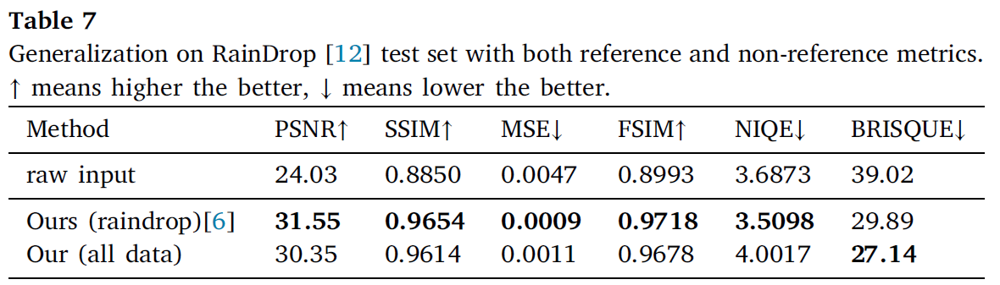 Table 7
Generalization on RainDrop [12] test set with both reference and non-reference metrics.
↑ means higher the better, ↓ means lower the better.
Method PSNR↑ SSIM↑ MSE↓ FSIM↑ NIQE↓ BRISQUE↓
raw input 24.03 0.8850 0.0047 0.8993 3.6873 39.02
Ours (raindrop)[6] 31.55 0.9654 0.0009 0.9718 3.5098 29.89
Our (all data) 30.35 0.9614 0.0011 0.9678 4.0017 27.14